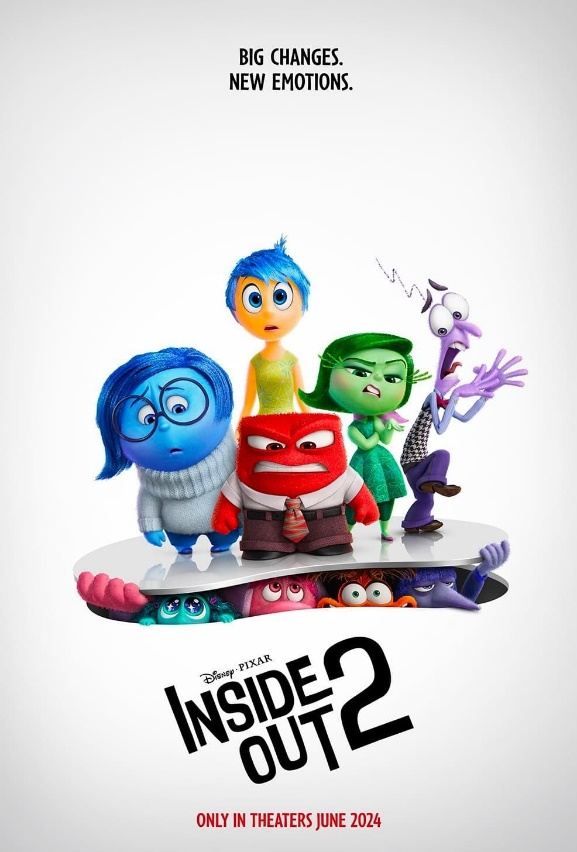 BIG CHANGES.
NEW EMOTIONS.
Disney · PIXAR
INSIDE
OUT 2
ONLY IN THEATERS JUNE 2024